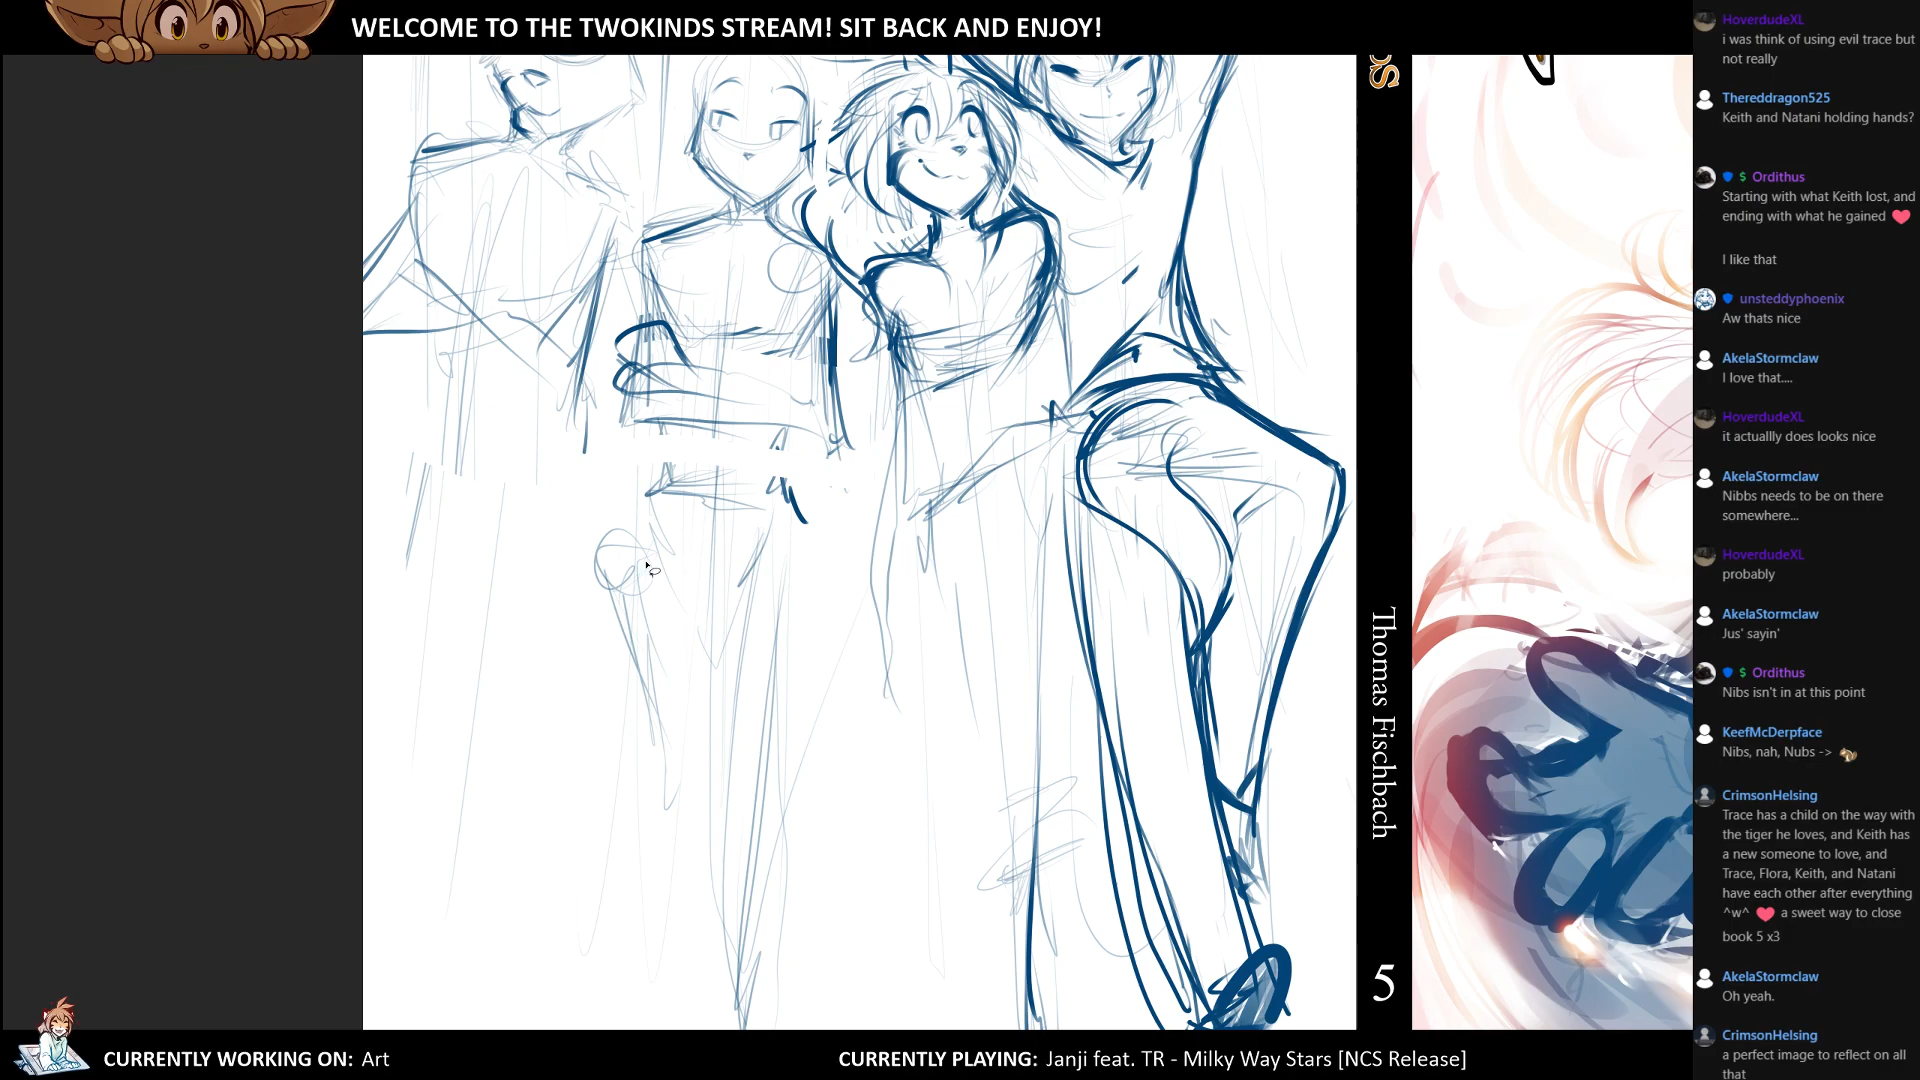 WELCOME TO THE TWOKINDS STREAM! SIT BACK AND ENJOY!
Thomas Fischbach
5
HoverdudeXL
i was think of using evil trace but
not really
Thereddragon525
Keith and Natani holding hands?
$ Ordithus
Starting with what Keith lost, and
ending with what he gained
I like that
unsteddyphoenix
Aw thats nice
AkelaStormclaw
I love that....
HoverdudeXL
it actuallly does looks nice
AkelaStormclaw
Nibbs needs to be on there
somewhere...
HoverdudeXL
probably
AkelaStormclaw
Jus' sayin'
$ Ordithus
Nibs isn't in at this point
KeefMcDerpface
Nibs, nah, Nubs ->
CrimsonHelsing
Trace has a child on the way with
the tiger he loves, and Keith has
a new someone to love, and
Trace, Flora, Keith, and Natani
have each other after everything
^w^ a sweet way to close
book 5 x3
AkelaStormclaw
Oh yeah.
CrimsonHelsing
a perfect image to reflect on all
that
CURRENTLY WORKING ON: Art
CURRENTLY PLAYING: Janji feat. TR - Milky Way Stars [NCS Release]